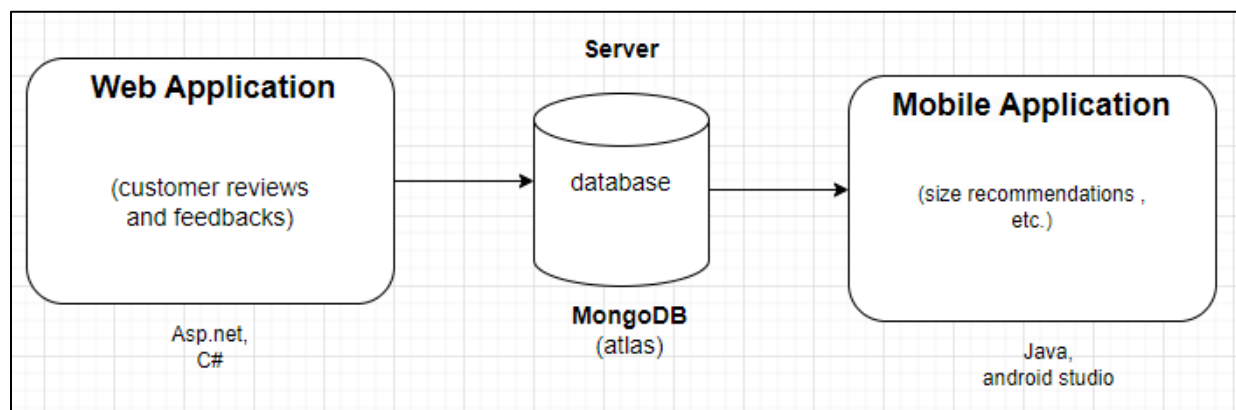 Web Application
(customer reviews
and feedbacks)
Asp.net,
C#
Server
database
MongoDB
(atlas)
Mobile Application
(size recommendations ,
etc.)
Java,
android studio